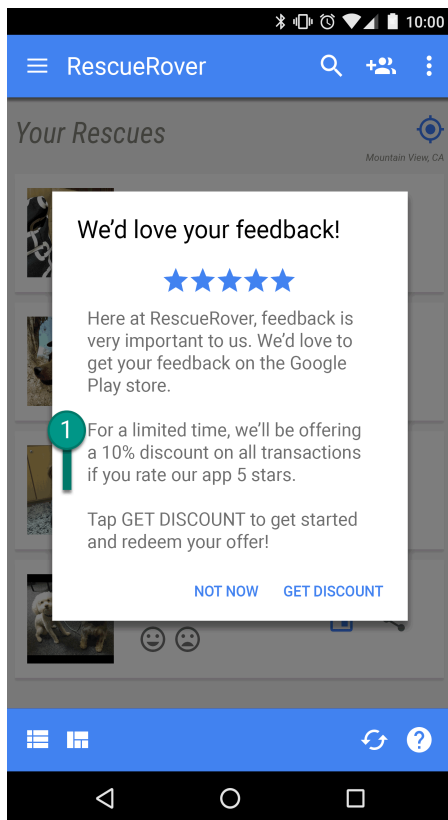 10:00
RescueRover
Your Rescues
Mountain View, CA
We’d love your feedback!
Here at RescueRover, feedback is
very important to us. We’d love to
get your feedback on the Google
Play store.
1
For a limited time, we’ll be offering
a 10% discount on all transactions
if you rate our app 5 stars.
Tap GET DISCOUNT to get started
and redeem your offer!
NOT NOW GET DISCOUNT